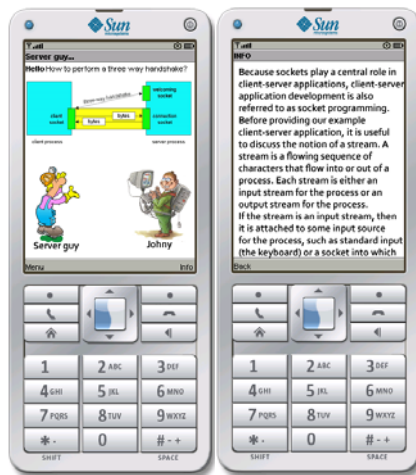 Sun
microsystems
Server guy...
Hello How to perform a three way handshake?
three-way handshake
welcoming
socket
client
socket
bytes
bytes
connection
socket
client process
server process
Server guy
Johny
Menu
Info
1
2 ABC
3 DEF
4 GHI
5 JKL
6 MNO
7 PQRS
8 TUV
9 WXYZ
* .
0
# - +
SHIFT
SPACE
Sun
microsystems
INFO
Because sockets play a central role in
client-server applications, client-server
application development is also
referred to as socket programming.
Before providing our example
client-server application, it is useful
to discuss the notion of a stream. A
stream is a flowing sequence of
characters that flow into or out of a
process. Each stream is either an
input stream for the process or an
output stream for the process.
If the stream is an input stream, then
it is attached to some input source
for the process, such as standard input
(the keyboard) or a socket into which
Back
1
2 ABC
3 DEF
4 GHI
5 JKL
6 MNO
7 PQRS
8 TUV
9 WXYZ
* .
0
# - +
SHIFT
SPACE